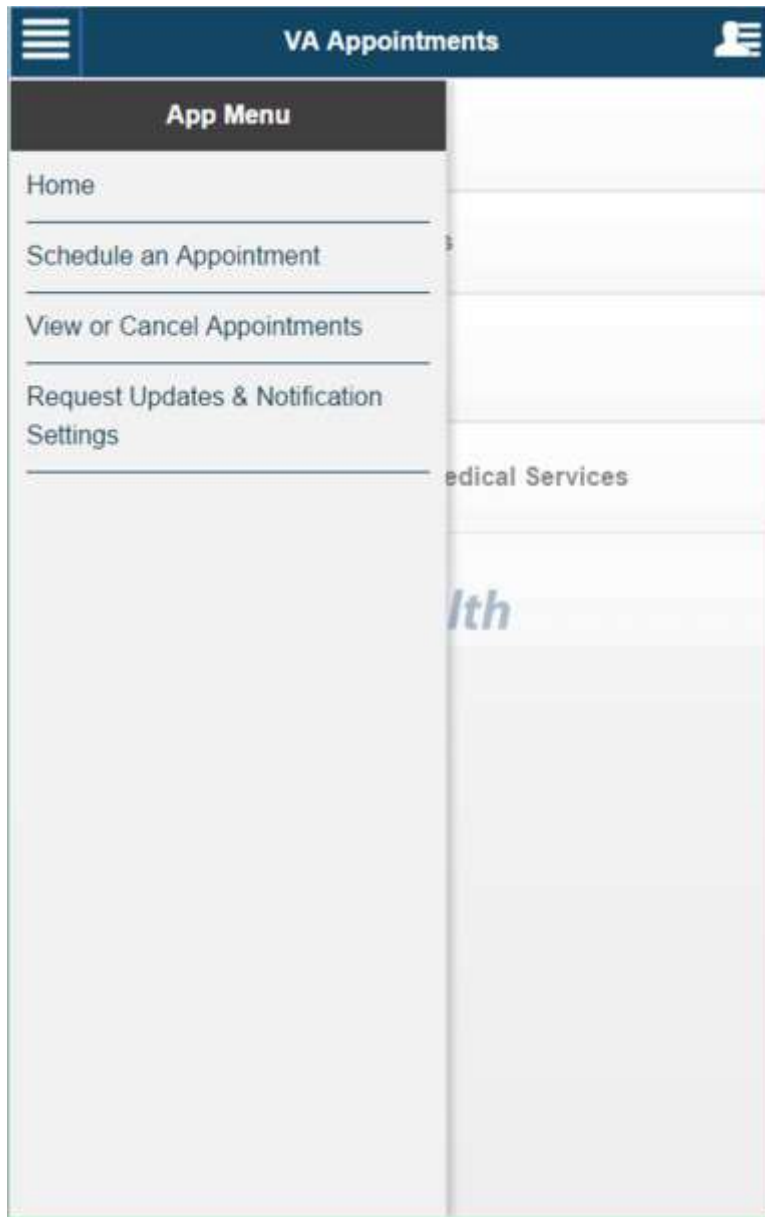 VA Appointments
App Menu
Home
Schedule an Appointment
s
View or Cancel Appointments
Request Updates & Notification
Settings
edical Services
lth